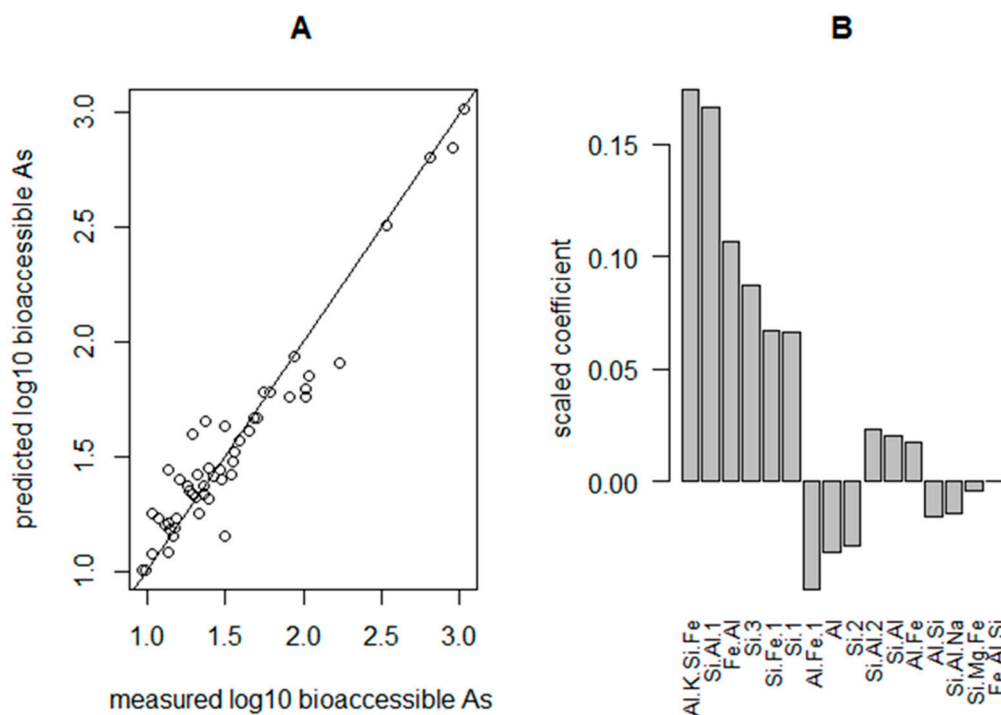 A
predicted log10 bioaccessible As
3.0
2.5
2.0
1.5
1.0
1.0
1.5
2.0
2.5
3.0
measured log10 bioaccessible As
B
scaled coefficient
0.15
0.10
0.05
0.00
Al.K.Si.Fe
Si.Al.1
Fe.Al
Si.3
Si.Fe.1
Si.1
Al.Fe.1
Al
Si.2
Si.Al.2
Si.Al
Al.Fe
Al.Si
Si.Al.Na
Si.Mg.Fe
Fe.Al.Si